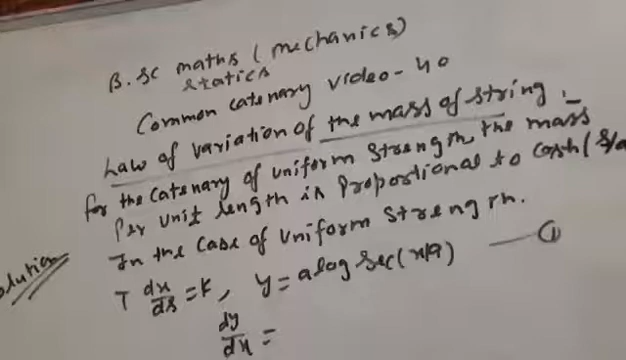 B.Sc maths (mechanics)
statics
Common catenary video-40
Law of variation of the mass of string :-
for the catenary of uniform strength, the mass
per unit length is proportional to cosh(s/a
In the case of uniform strength.
Solution
T dx/ds = k, y = a log sec(x/a) — ①
dy/dx =